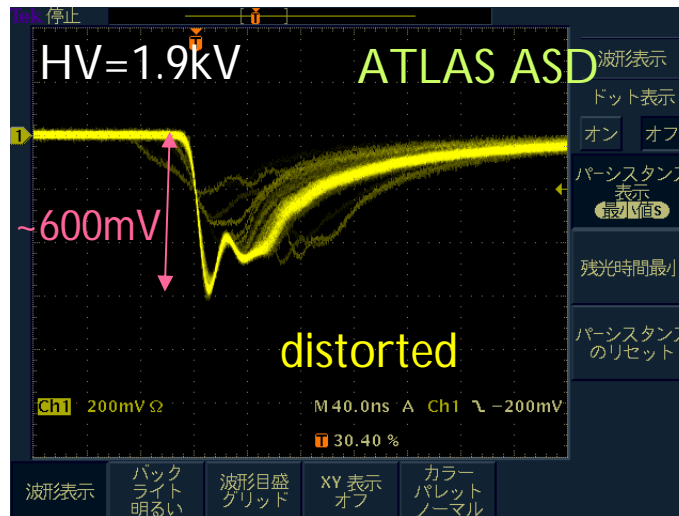 Tek 停止
[ T ]
T
HV=1.9kV
ATLAS ASD
波形表示
ドット表示
オン オフ
1
パーシスタンス
表示
最小値S
~600mV
残光時間最小
パーシスタンス
のリセット
distorted
Ch1 200mVΩ M 40.0ns A Ch1 -200mV
T 30.40 %
波形表示
バック
ライト
明るい
波形目盛
グリッド
XY 表示
オフ
カラー
パレット
ノーマル